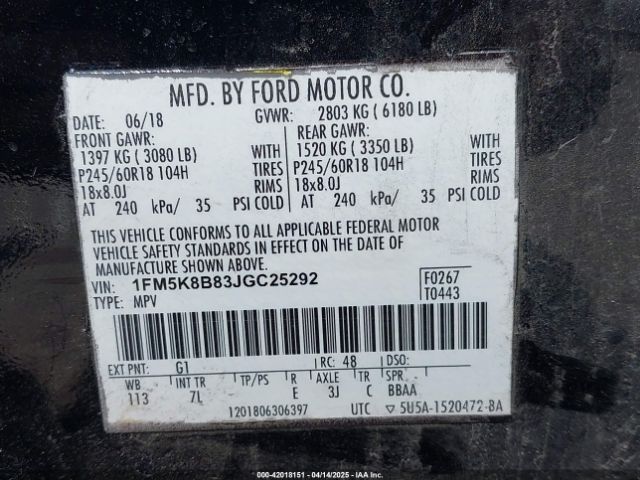 MFD. BY FORD MOTOR CO.
DATE: 06/18 GVWR: 2803 KG ( 6180 LB)
FRONT GAWR: REAR GAWR:
1397 KG ( 3080 LB) WITH 1520 KG ( 3350 LB) WITH
P245/60R18 104H TIRES P245/60R18 104H TIRES
18x8.0J RIMS 18x8.0J RIMS
AT 240 kPa/ 35 PSI COLD AT 240 kPa/ 35 PSI COLD
THIS VEHICLE CONFORMS TO ALL APPLICABLE FEDERAL MOTOR
VEHICLE SAFETY STANDARDS IN EFFECT ON THE DATE OF
MANUFACTURE SHOWN ABOVE.
VIN: 1FM5K8B83JGC25292 F0267
TYPE: MPV T0443
EXT PNT: G1 RC: 48 DSO:
WB INT TR TP/PS R AXLE TR SPR
113 7L E 3J C BBAA
1201806306397 UTC ▽ 5U5A-1520472-BA
000-42018151 | 04/14/2025 | IAAI.COM